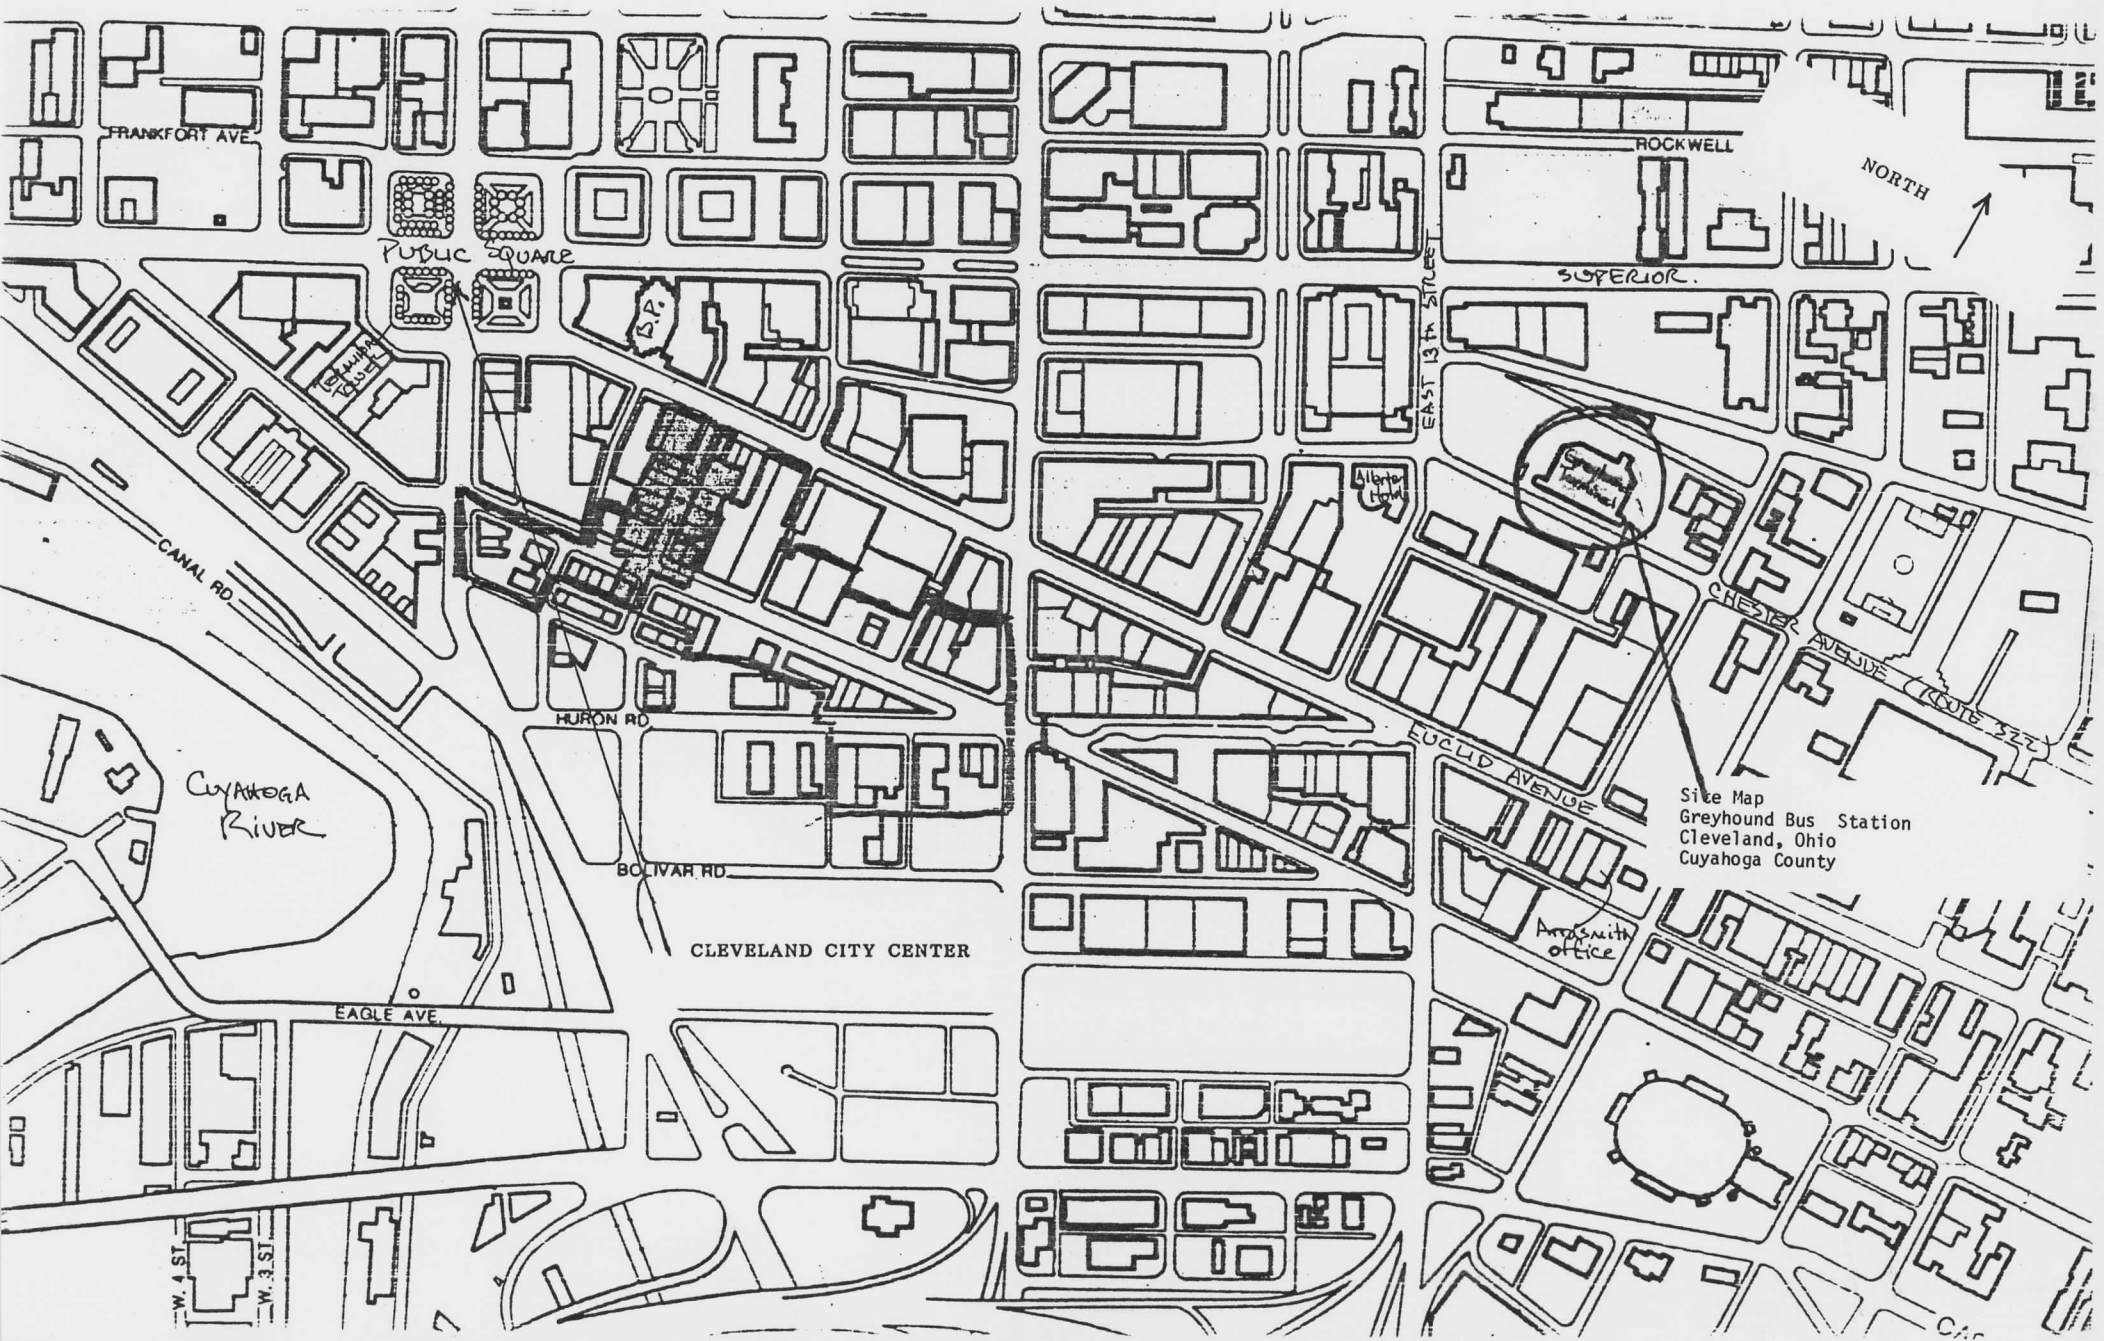 FRANKFORT AVE.
ROCKWELL
NORTH
PUBLIC SQUARE
SUPERIOR.
EAST 13th STREET
B.P.
TERMINAL
TOWER
Greyhound
Terminal
CANAL RD.
CHESTER AVENUE (ROUTE 322)
HURON RD.
EUCLID AVENUE
CUYAHOGA
RIVER
Site Map
Greyhound Bus Station
Cleveland, Ohio
Cuyahoga County
BOLIVAR RD.
Arrasmith
office
CLEVELAND CITY CENTER
EAGLE AVE.
W. 4 ST.
W. 3 ST.